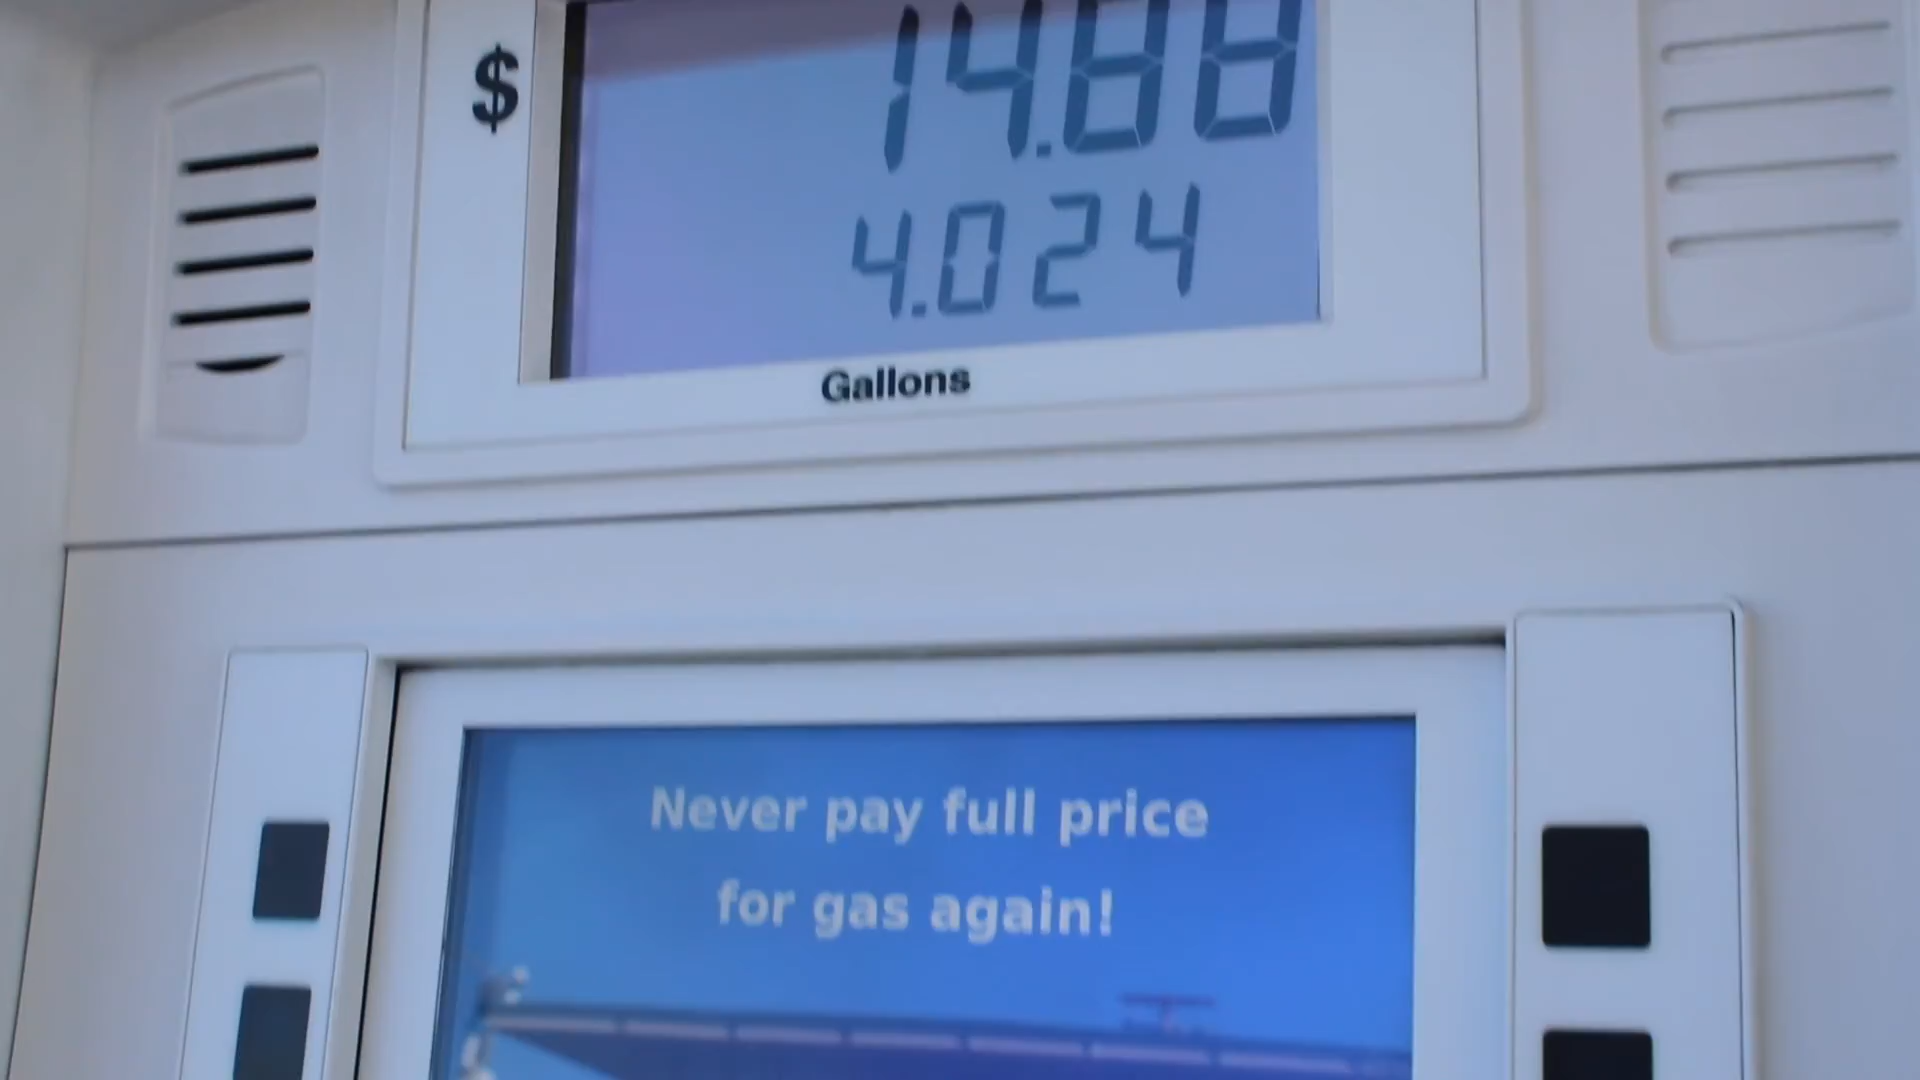 $ 14.88
4.024
Gallons
Never pay full price
for gas again!